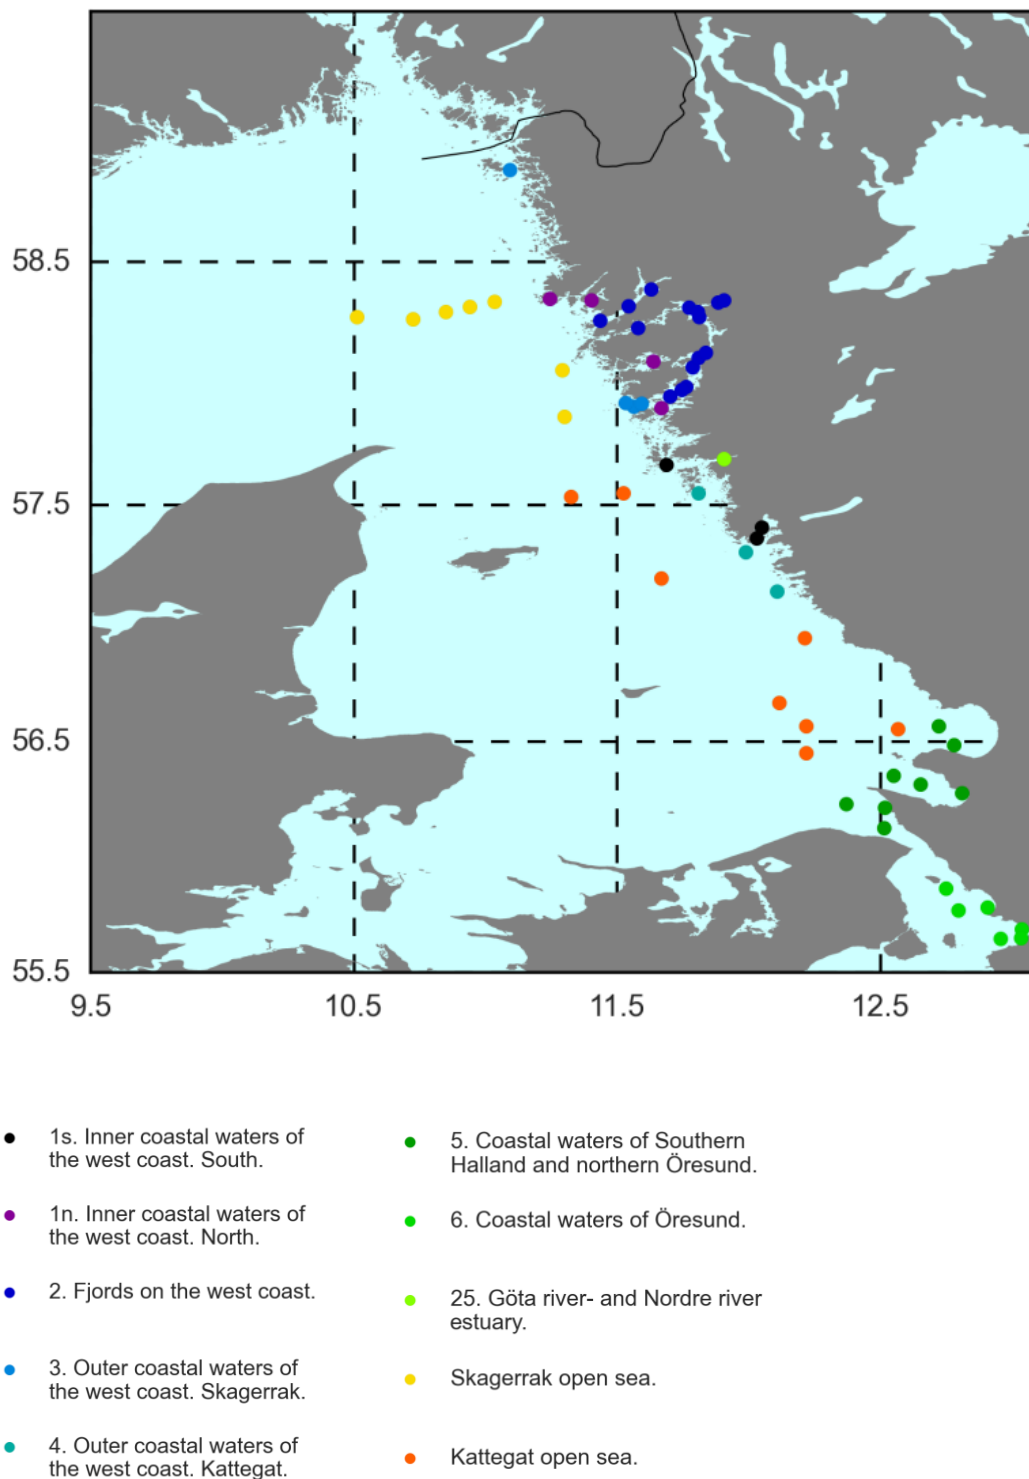 58.5
57.5
56.5
55.5
9.5
10.5
11.5
12.5
1s. Inner coastal waters of
the west coast. South.
1n. Inner coastal waters of
the west coast. North.
2. Fjords on the west coast.
3. Outer coastal waters of
the west coast. Skagerrak.
4. Outer coastal waters of
the west coast. Kattegat.
5. Coastal waters of Southern
Halland and northern Öresund.
6. Coastal waters of Öresund.
25. Göta river- and Nordre river
estuary.
Skagerrak open sea.
Kattegat open sea.